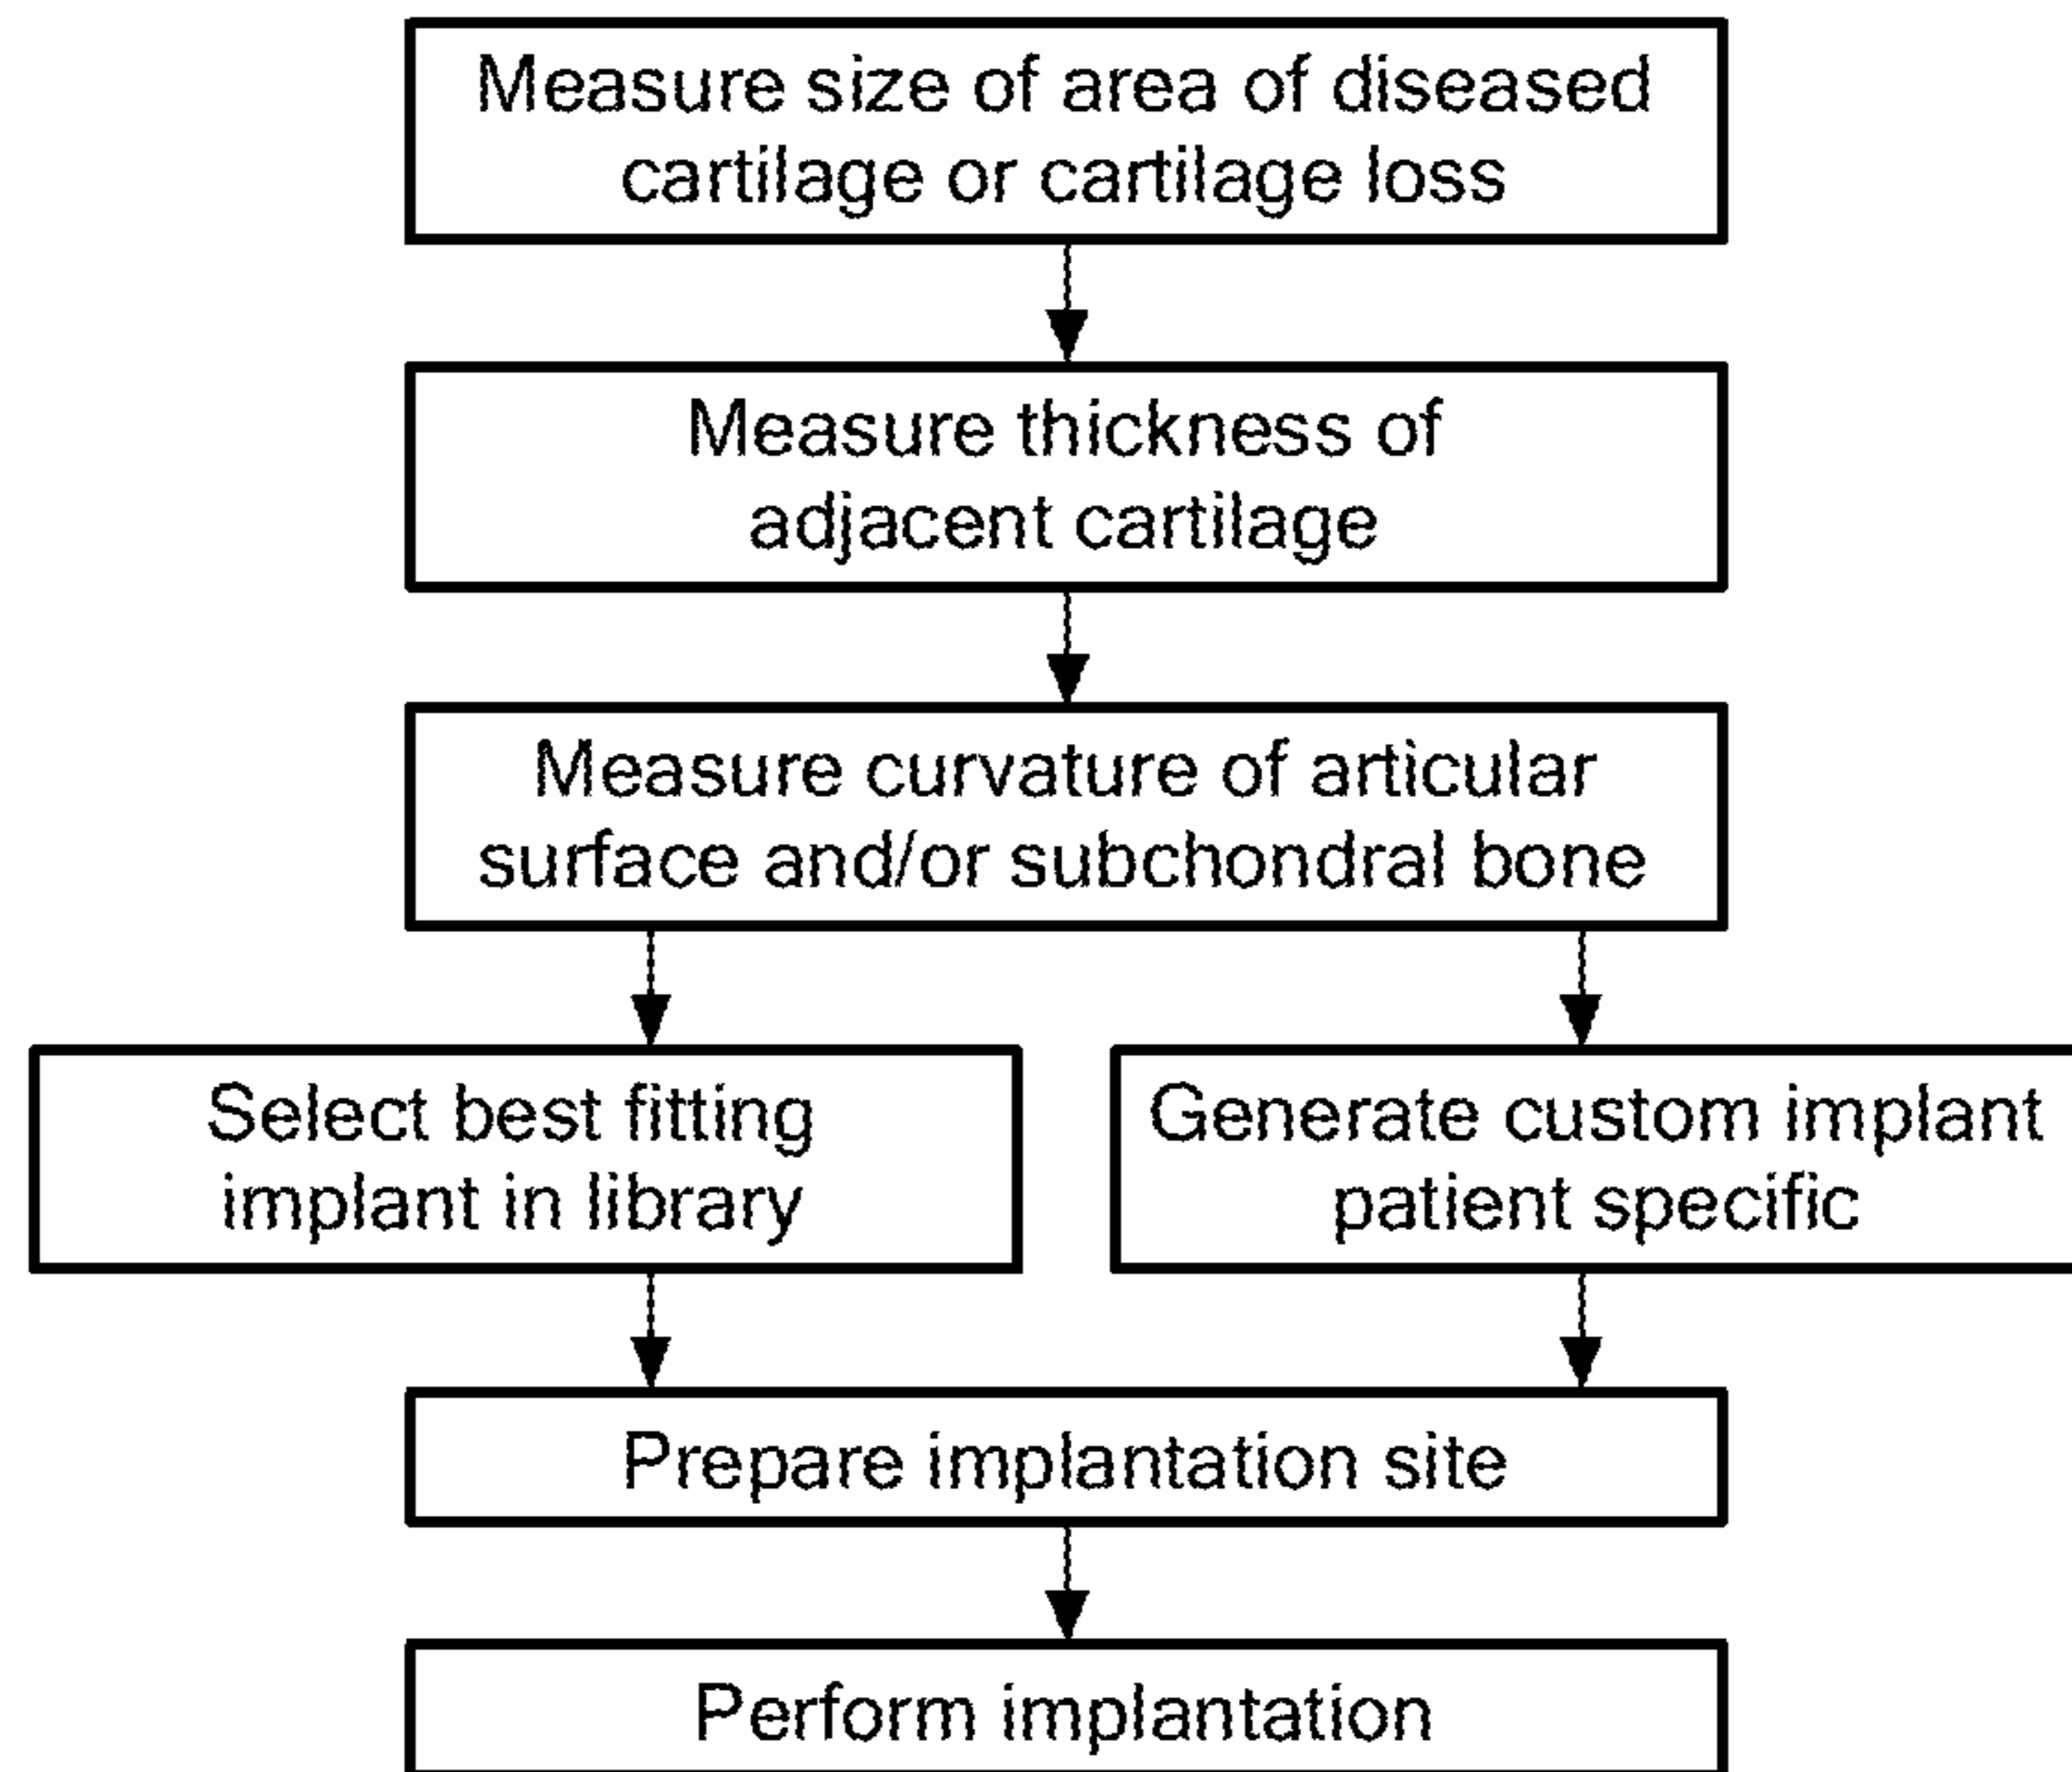 Measure size of area of diseased
cartilage or cartilage loss
Measure thickness of
adjacent cartilage
Measure curvature of articular
surface and/or subchondral bone
Select best fitting
implant in library
Generate custom implant
patient specific
Prepare implantation site
Perform implantation